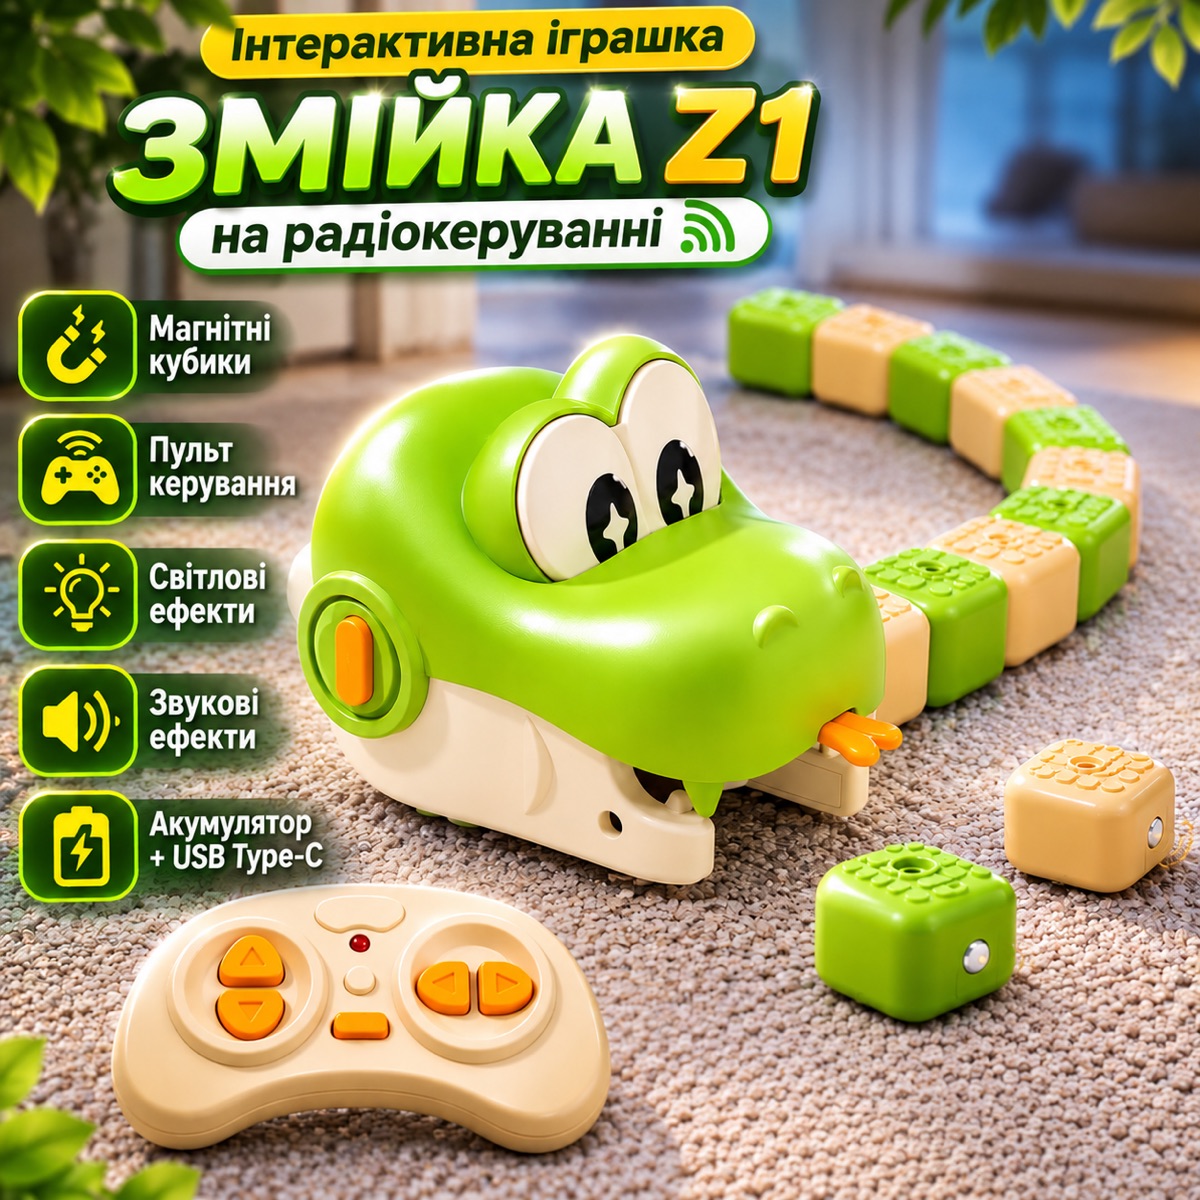 Інтерактивна іграшка
ЗМІЙКА Z1
на радіокеруванні
Магнітні
кубики
Пульт
керування
Світлові
ефекти
Звукові
ефекти
Акумулятор
+ USB Type-C